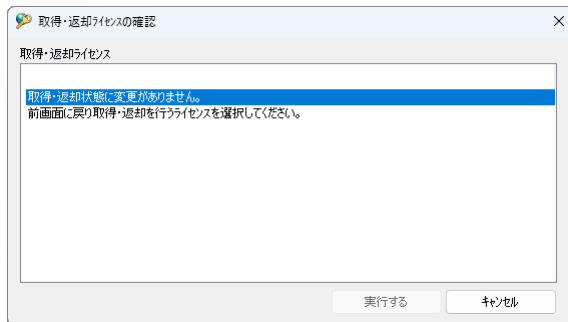 取得・返却ライセンスの確認
取得・返却ライセンス
取得・返却状態に変更がありません。
前画面に戻り取得・返却を行うライセンスを選択してください。
実行する
キャンセル